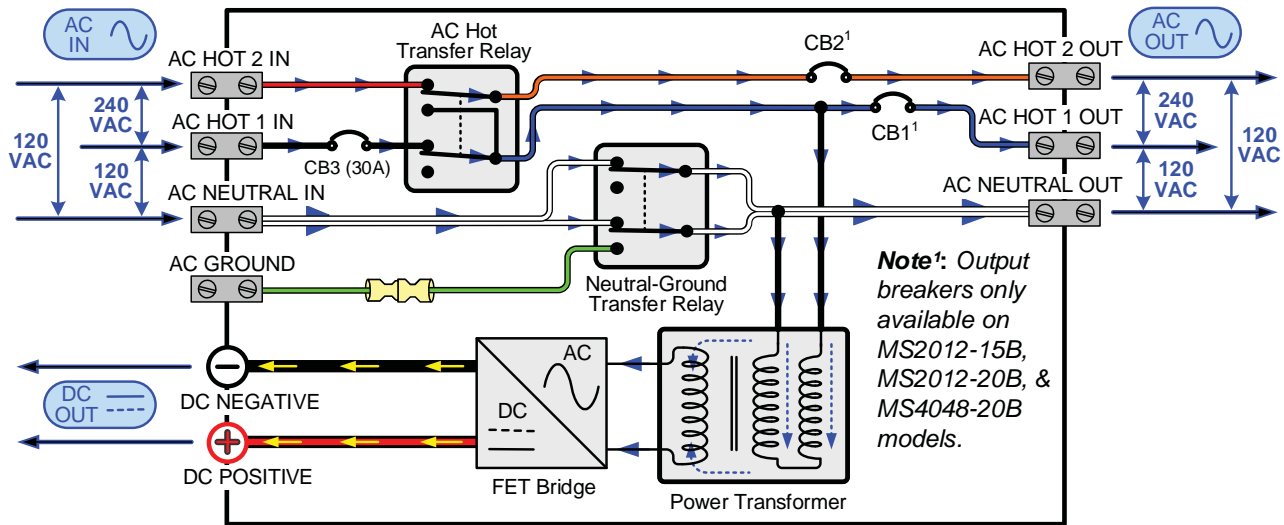 AC
IN
AC HOT 2 IN
AC Hot
Transfer Relay
CB2¹
AC HOT 2 OUT
AC
OUT
120
VAC
240
VAC
AC HOT 1 IN
CB3 (30A)
CB1¹
AC HOT 1 OUT
240
VAC
120
VAC
120
VAC
AC NEUTRAL IN
AC NEUTRAL OUT
120
VAC
AC GROUND
Neutral-Ground
Transfer Relay
Note¹: Output
breakers only
available on
MS2012-15B,
MS2012-20B, &
MS4048-20B
models.
DC
OUT
−
DC NEGATIVE
+
DC POSITIVE
AC
DC
FET Bridge
Power Transformer